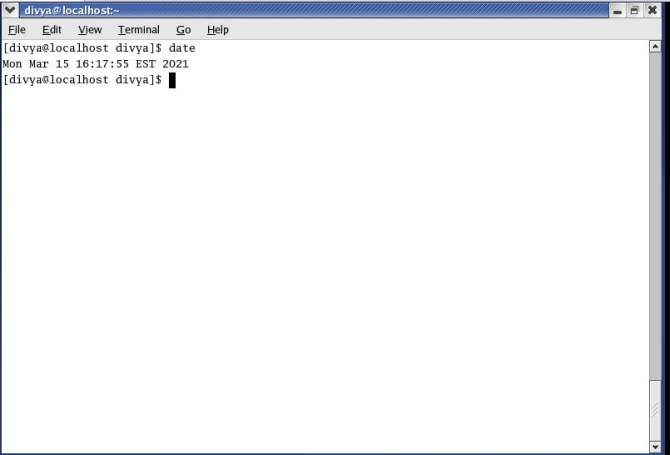 divya@localhost:~
File Edit View Terminal Go Help
[divya@localhost divya]$ date
Mon Mar 15 16:17:55 EST 2021
[divya@localhost divya]$